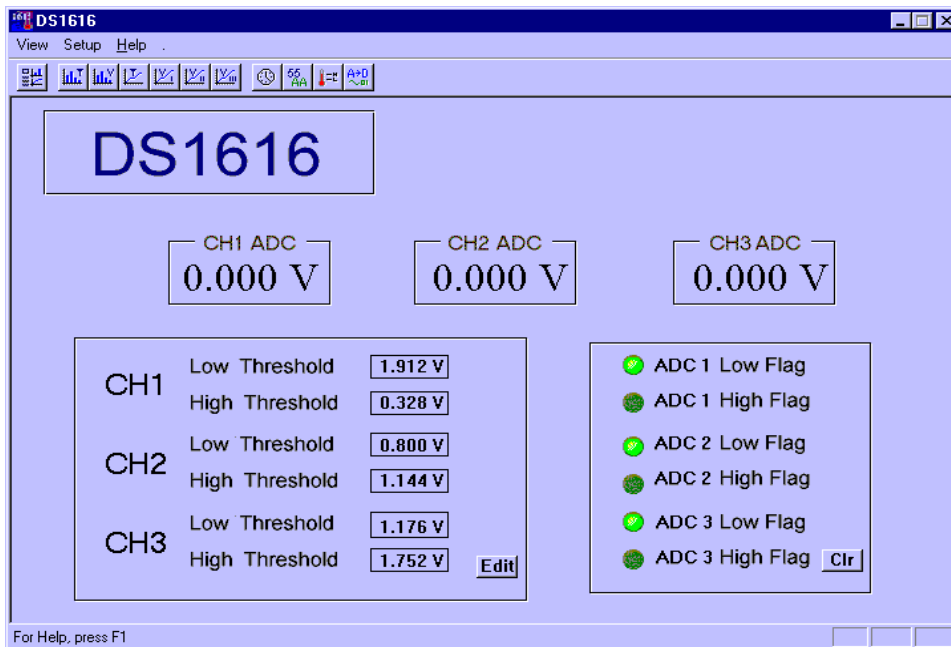 DS1616
View Setup Help .
DS1616
CH1 ADC
0.000 V
CH2 ADC
0.000 V
CH3 ADC
0.000 V
CH1
Low Threshold 1.912 V
High Threshold 0.328 V
CH2
Low Threshold 0.800 V
High Threshold 1.144 V
CH3
Low Threshold 1.176 V
High Threshold 1.752 V
Edit
ADC 1 Low Flag
ADC 1 High Flag
ADC 2 Low Flag
ADC 2 High Flag
ADC 3 Low Flag
ADC 3 High Flag
Clr
For Help, press F1